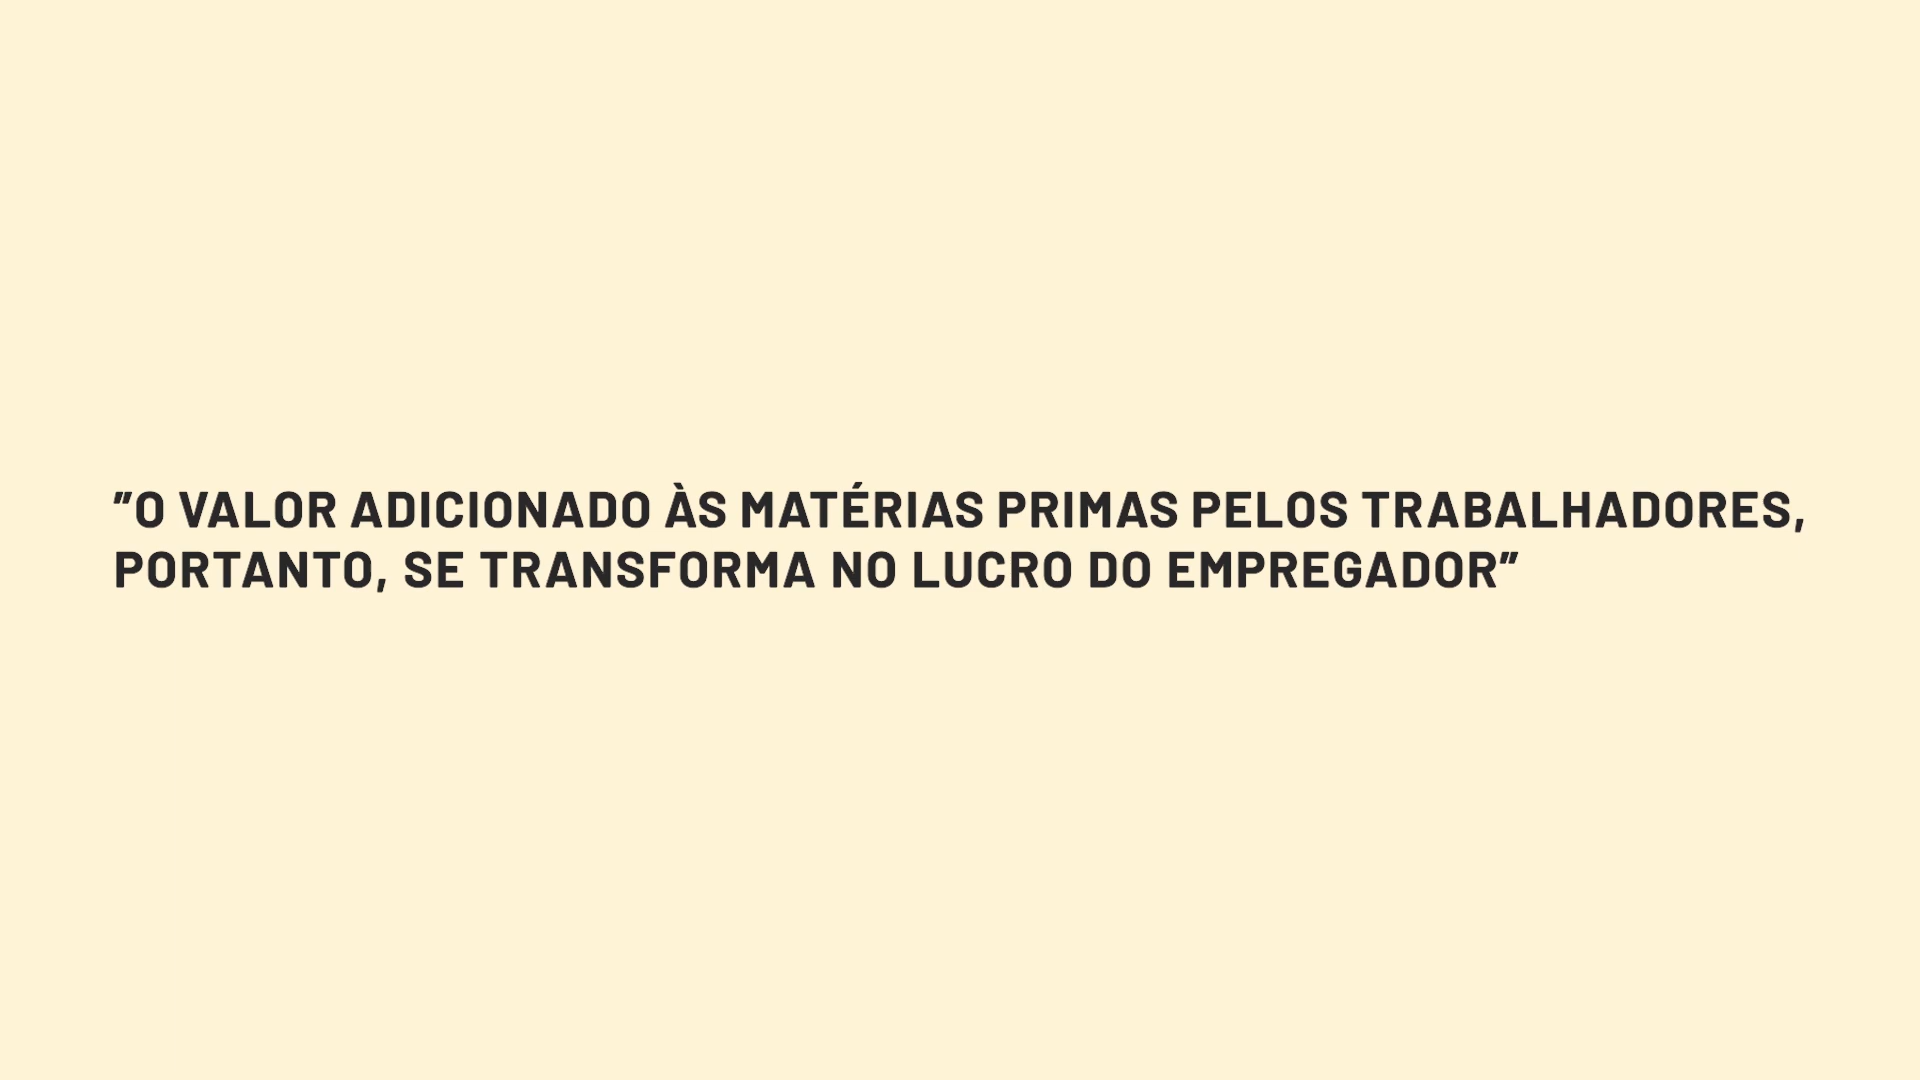 "O VALOR ADICIONADO ÀS MATÉRIAS PRIMAS PELOS TRABALHADORES,
PORTANTO, SE TRANSFORMA NO LUCRO DO EMPREGADOR"